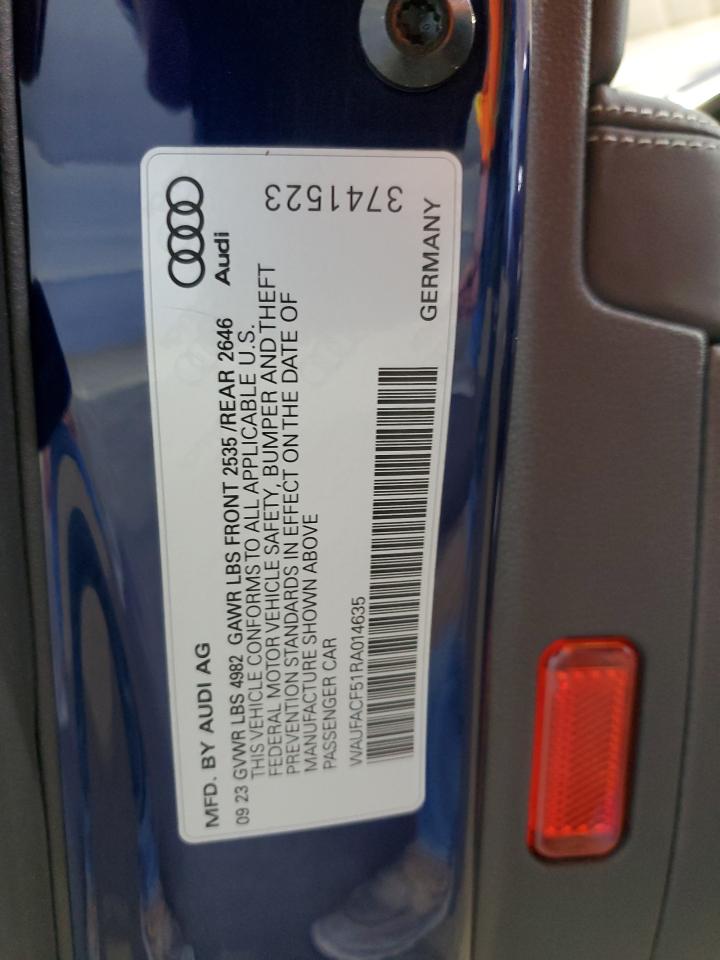 MFD. BY AUDI AG
Audi
09 23 GVWR LBS 4982 GAWR LBS FRONT 2535 /REAR 2646
THIS VEHICLE CONFORMS TO ALL APPLICABLE U.S.
FEDERAL MOTOR VEHICLE SAFETY, BUMPER AND THEFT
PREVENTION STANDARDS IN EFFECT ON THE DATE OF
MANUFACTURE SHOWN ABOVE
PASSENGER CAR
3741523
WAUFACF51RA014635
GERMANY